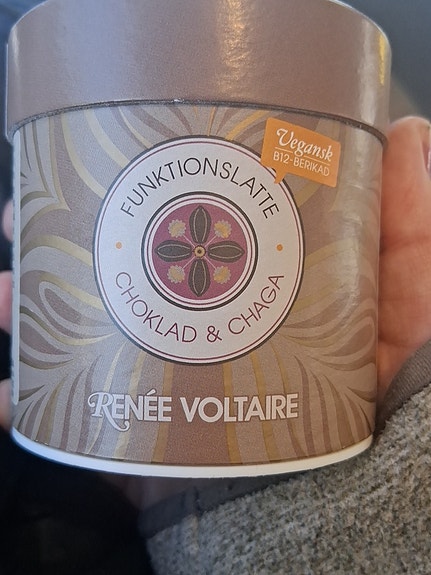 Vegansk
B12-BERIKAD
FUNKTIONSLATTE
CHOKLAD & CHAGA
RENÉE VOLTAIRE